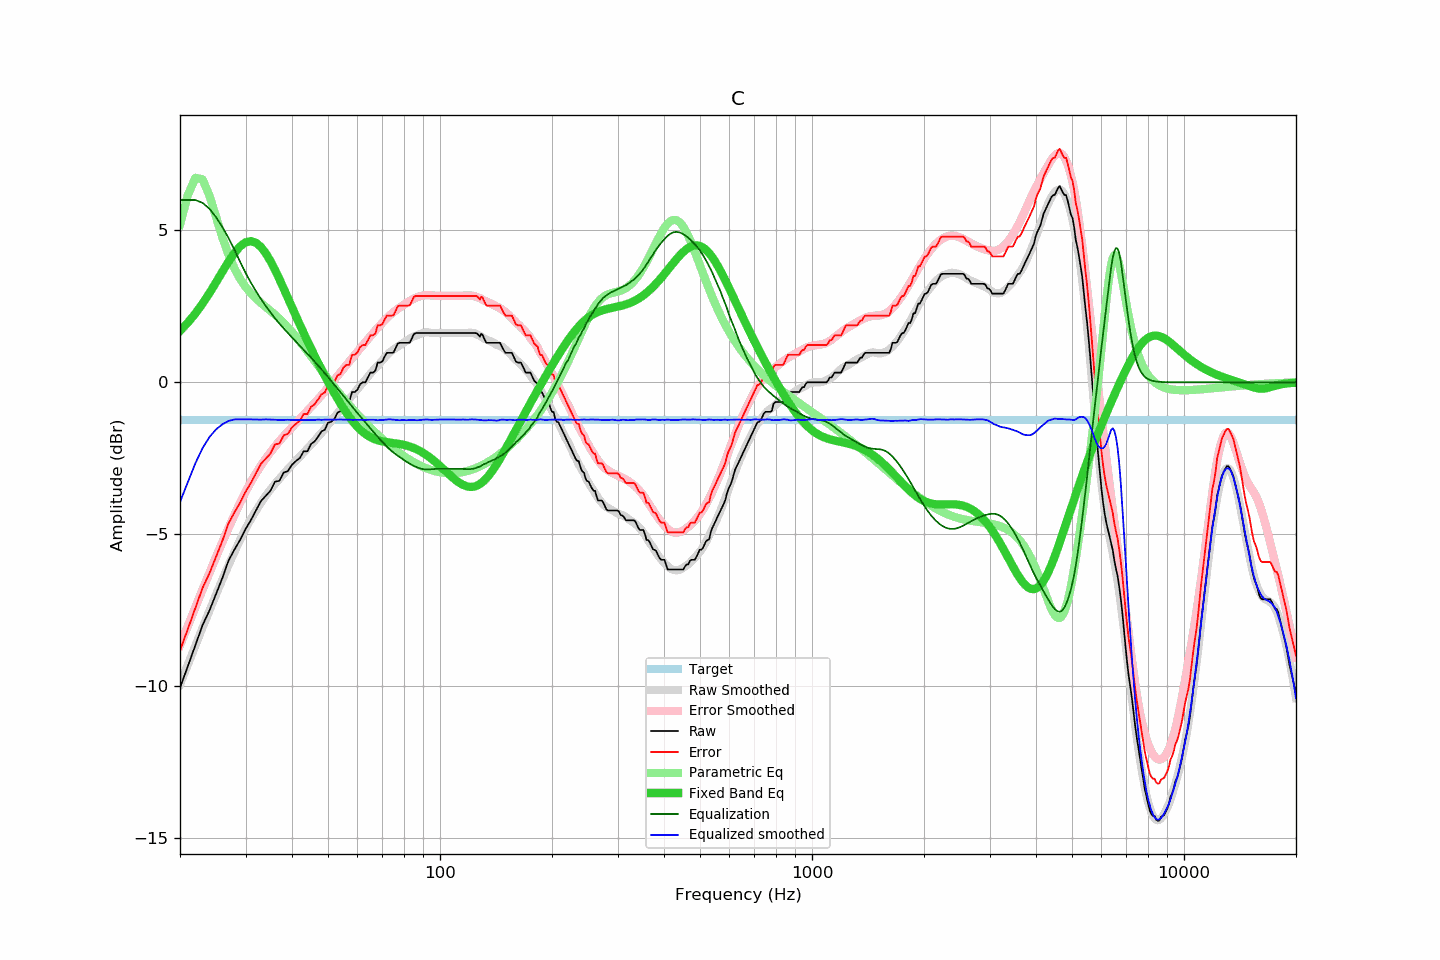 C
Amplitude (dBr)
5
0
−5
−10
−15
Target
Raw Smoothed
Error Smoothed
Raw
Error
Parametric Eq
Fixed Band Eq
Equalization
Equalized smoothed
100
1000
10000
Frequency (Hz)